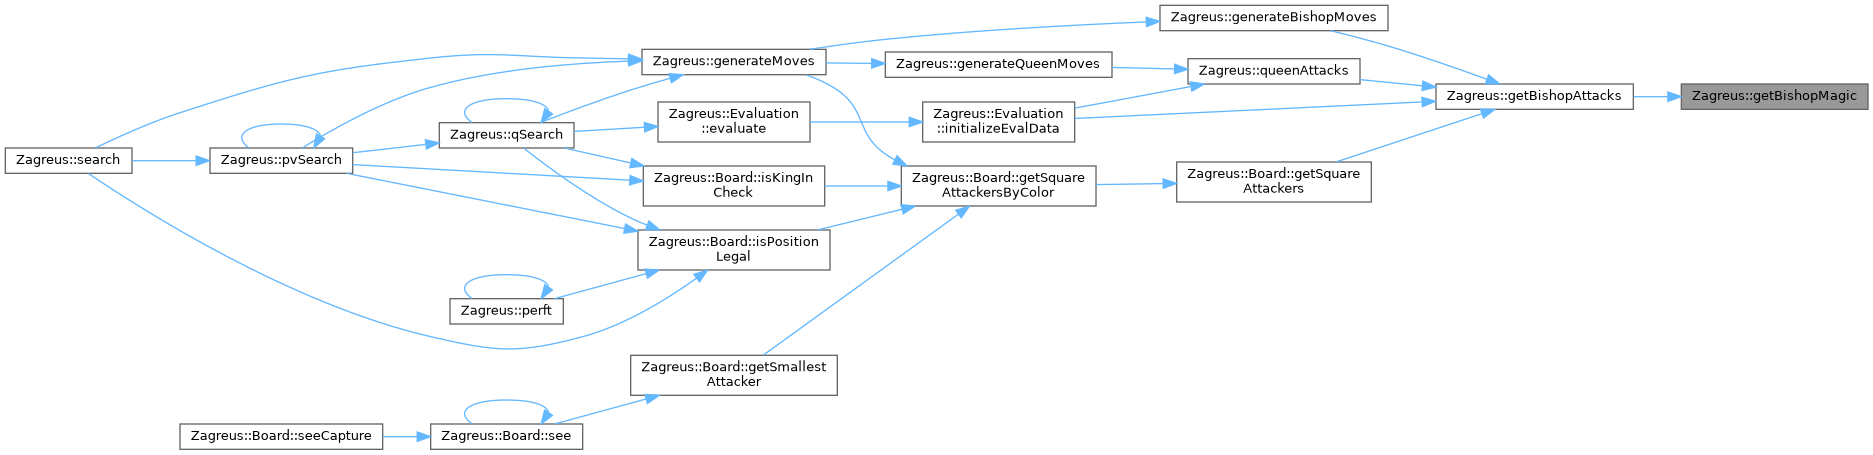 Zagreus::generateBishopMoves
Zagreus::generateMoves
Zagreus::generateQueenMoves
Zagreus::queenAttacks
Zagreus::getBishopAttacks
Zagreus::getBishopMagic
Zagreus::Evaluation
::evaluate
Zagreus::Evaluation
::initializeEvalData
Zagreus::qSearch
Zagreus::search
Zagreus::pvSearch
Zagreus::Board::isKingIn
Check
Zagreus::Board::getSquare
AttackersByColor
Zagreus::Board::getSquare
Attackers
Zagreus::Board::isPosition
Legal
Zagreus::perft
Zagreus::Board::getSmallest
Attacker
Zagreus::Board::seeCapture
Zagreus::Board::see